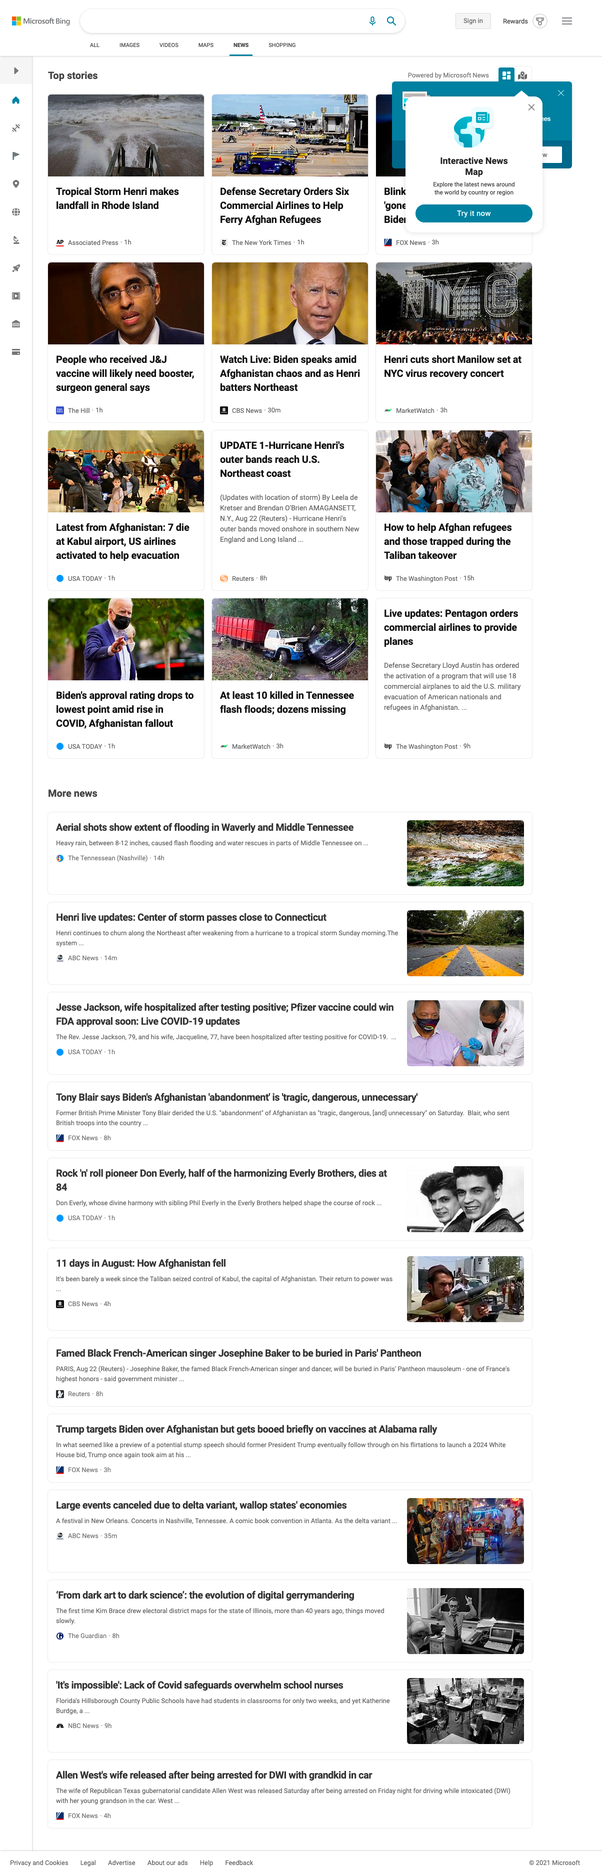 Microsoft Bing
Sign in
Rewards
ALL
IMAGES
VIDEOS
MAPS
NEWS
SHOPPING
Top stories
Powered by Microsoft News
Interactive News
Map
Explore the latest news around
the world by country or region
Try it now
Tropical Storm Henri makes
landfall in Rhode Island
AP Associated Press · 1h
Defense Secretary Orders Six
Commercial Airlines to Help
Ferry Afghan Refugees
The New York Times · 1h
Blink
'gone
Biden
FOX News · 3h
People who received J&J
vaccine will likely need booster,
surgeon general says
The Hill · 1h
Watch Live: Biden speaks amid
Afghanistan chaos and as Henri
batters Northeast
CBS News · 30m
NYC
Henri cuts short Manilow set at
NYC virus recovery concert
MarketWatch · 3h
Latest from Afghanistan: 7 die
at Kabul airport, US airlines
activated to help evacuation
USA TODAY · 1h
UPDATE 1-Hurricane Henri's
outer bands reach U.S.
Northeast coast
(Updates with location of storm) By Leela de
Kretser and Brendan O'Brien AMAGANSETT,
N.Y., Aug 22 (Reuters) - Hurricane Henri's
outer bands moved onshore in southern New
England and Long Island ...
Reuters · 8h
How to help Afghan refugees
and those trapped during the
Taliban takeover
wp The Washington Post · 15h
Biden's approval rating drops to
lowest point amid rise in
COVID, Afghanistan fallout
USA TODAY · 1h
At least 10 killed in Tennessee
flash floods; dozens missing
MarketWatch · 3h
Live updates: Pentagon orders
commercial airlines to provide
planes
Defense Secretary Lloyd Austin has ordered
the activation of a program that will use 18
commercial airplanes to aid the U.S. military
evacuation of American nationals and
refugees in Afghanistan. ...
wp The Washington Post · 9h
More news
Aerial shots show extent of flooding in Waverly and Middle Tennessee
Heavy rain, between 8-12 inches, caused flash flooding and water rescues in parts of Middle Tennessee on ...
The Tennessean (Nashville) · 14h
Henri live updates: Center of storm passes close to Connecticut
Henri continues to churn along the Northeast after weakening from a hurricane to a tropical storm Sunday morning.The
system ...
ABC News · 14m
Jesse Jackson, wife hospitalized after testing positive; Pfizer vaccine could win
FDA approval soon: Live COVID-19 updates
The Rev. Jesse Jackson, 79, and his wife, Jacqueline, 77, have been hospitalized after testing positive for COVID-19. ...
USA TODAY · 1h
Tony Blair says Biden's Afghanistan 'abandonment' is 'tragic, dangerous, unnecessary'
Former British Prime Minister Tony Blair derided the U.S. "abandonment" of Afghanistan as "tragic, dangerous, [and] unnecessary" on Saturday. Blair, who sent
British troops into the country ...
FOX News · 8h
Rock 'n' roll pioneer Don Everly, half of the harmonizing Everly Brothers, dies at
84
Don Everly, whose divine harmony with sibling Phil Everly in the Everly Brothers helped shape the course of rock ...
USA TODAY · 1h
11 days in August: How Afghanistan fell
It's been barely a week since the Taliban seized control of Kabul, the capital of Afghanistan. Their return to power was
...
CBS News · 4h
Famed Black French-American singer Josephine Baker to be buried in Paris' Pantheon
PARIS, Aug 22 (Reuters) - Josephine Baker, the famed Black French-American singer and dancer, will be buried in Paris' Pantheon mausoleum - one of France's
highest honors - said government minister ...
Reuters · 8h
Trump targets Biden over Afghanistan but gets booed briefly on vaccines at Alabama rally
In what seemed like a preview of a potential stump speech should former President Trump eventually follow through on his flirtations to launch a 2024 White
House bid, Trump once again took aim at his ...
FOX News · 3h
Large events canceled due to delta variant, wallop states' economies
A festival in New Orleans. Concerts in Nashville, Tennessee. A comic book convention in Atlanta. As the delta variant ...
ABC News · 35m
'From dark art to dark science': the evolution of digital gerrymandering
The first time Kim Brace drew electoral district maps for the state of Illinois, more than 40 years ago, things moved
slowly.
The Guardian · 8h
'It's impossible': Lack of Covid safeguards overwhelm school nurses
Florida's Hillsborough County Public Schools have had students in classrooms for only two weeks, and yet Katherine
Burdge, a ...
NBC News · 9h
Allen West's wife released after being arrested for DWI with grandkid in car
The wife of Republican Texas gubernatorial candidate Allen West was released Saturday after being arrested on Friday night for driving while intoxicated (DWI)
with her young grandson in the car. West ...
FOX News · 4h
Privacy and Cookies
Legal
Advertise
About our ads
Help
Feedback
© 2021 Microsoft